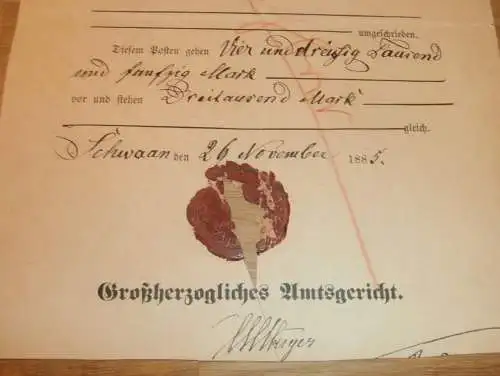 umgeschrieben.
Diesem Posten gehen Vier und dreißig Tausend
und funfzig Mark
vor und stehen Dreitausend Mark
gleich.
Schwaan den 26 November 1885.
Großherzogliches Amtsgericht.